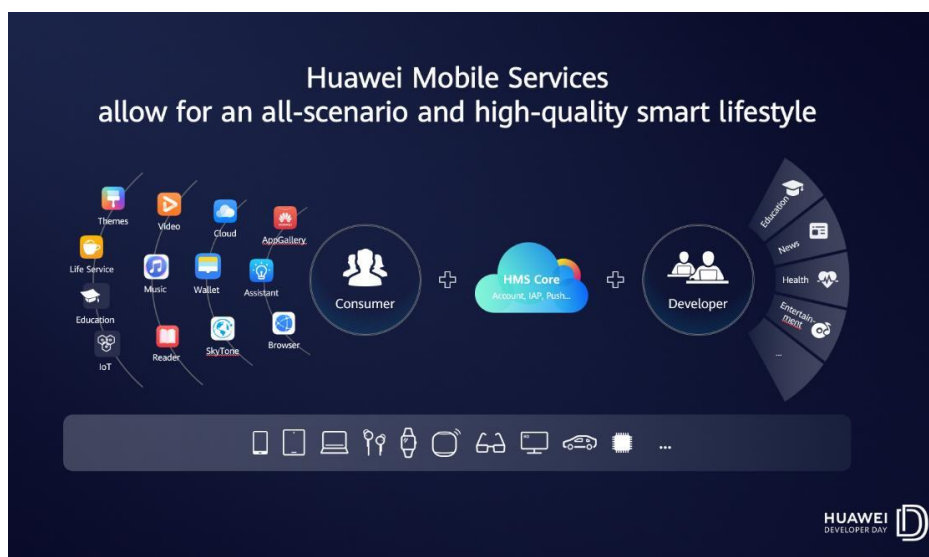 Huawei Mobile Services
allow for an all-scenario and high-quality smart lifestyle
Themes
Video
Cloud
AppGallery
Life Service
Music
Wallet
Assistant
Education
IoT
Reader
SkyTone
Browser
Consumer
HMS Core
Account, IAP, Push...
Developer
Education
News
Health
Entertain-
ment
...
...
HUAWEI
DEVELOPER DAY